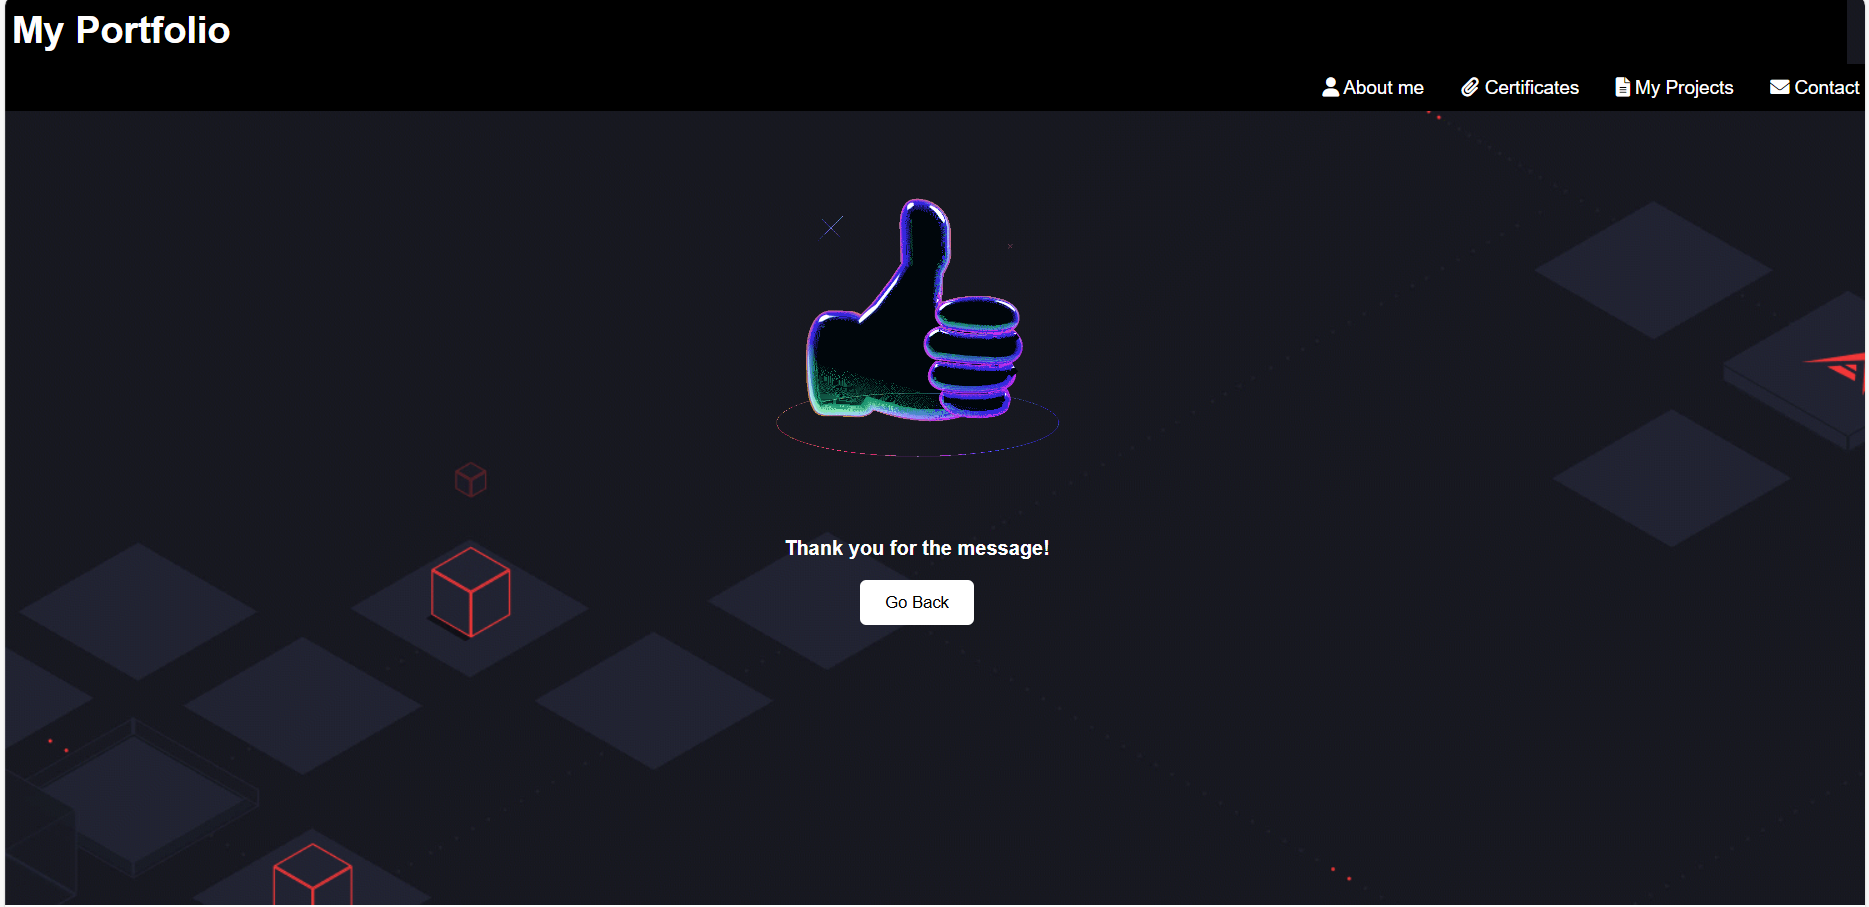 My Portfolio
About me Certificates My Projects Contact
Thank you for the message!
Go Back